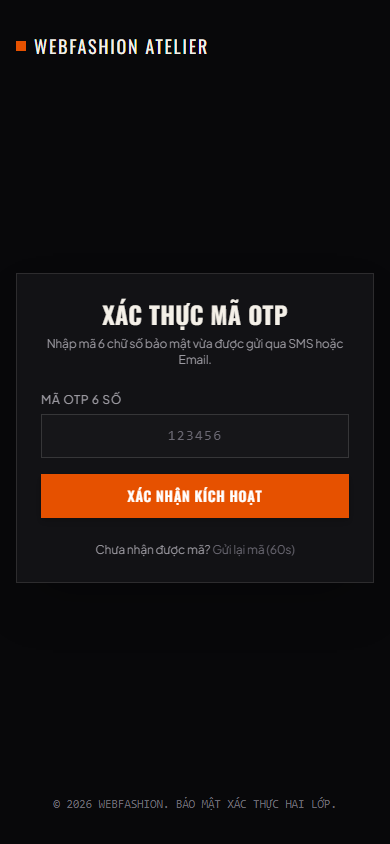 WEBFASHION ATELIER
XÁC THỰC MÃ OTP
Nhập mã 6 chữ số bảo mật vừa được gửi qua SMS hoặc
Email.
MÃ OTP 6 SỐ
123456
XÁC NHẬN KÍCH HOẠT
Chưa nhận được mã? Gửi lại mã (60s)
© 2026 WEBFASHION. BẢO MẬT XÁC THỰC HAI LỚP.